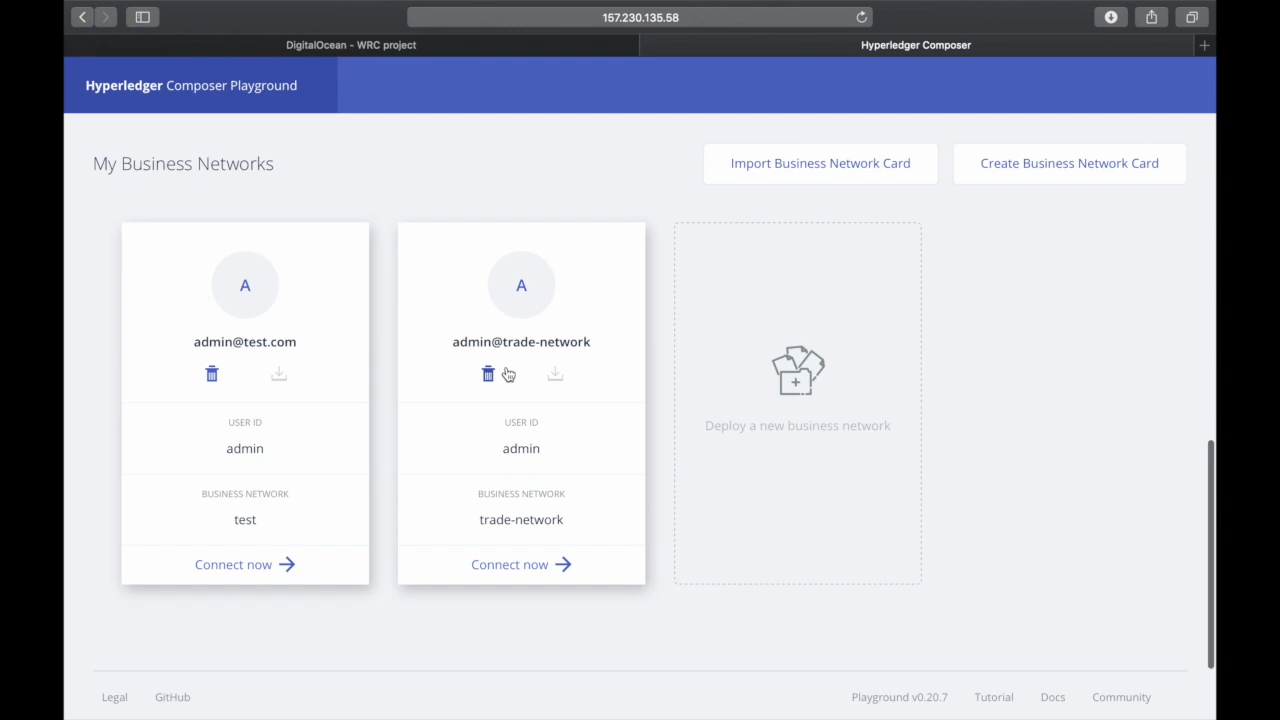 157.230.135.58
DigitalOcean - WRC project
Hyperledger Composer
Hyperledger Composer Playground
My Business Networks
Import Business Network Card
Create Business Network Card
A
admin@test.com
USER ID
admin
BUSINESS NETWORK
test
Connect now
A
admin@trade-network
USER ID
admin
BUSINESS NETWORK
trade-network
Connect now
Deploy a new business network
Legal
GitHub
Playground v0.20.7
Tutorial
Docs
Community